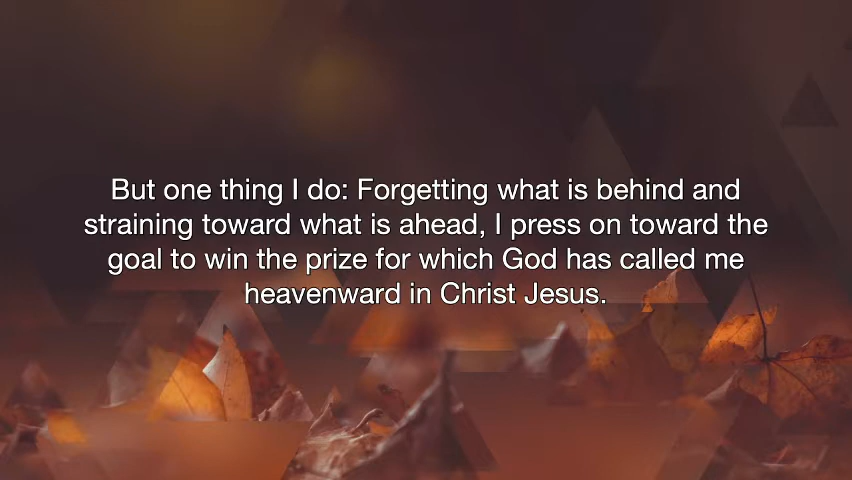 But one thing I do: Forgetting what is behind and
straining toward what is ahead, I press on toward the
goal to win the prize for which God has called me
heavenward in Christ Jesus.